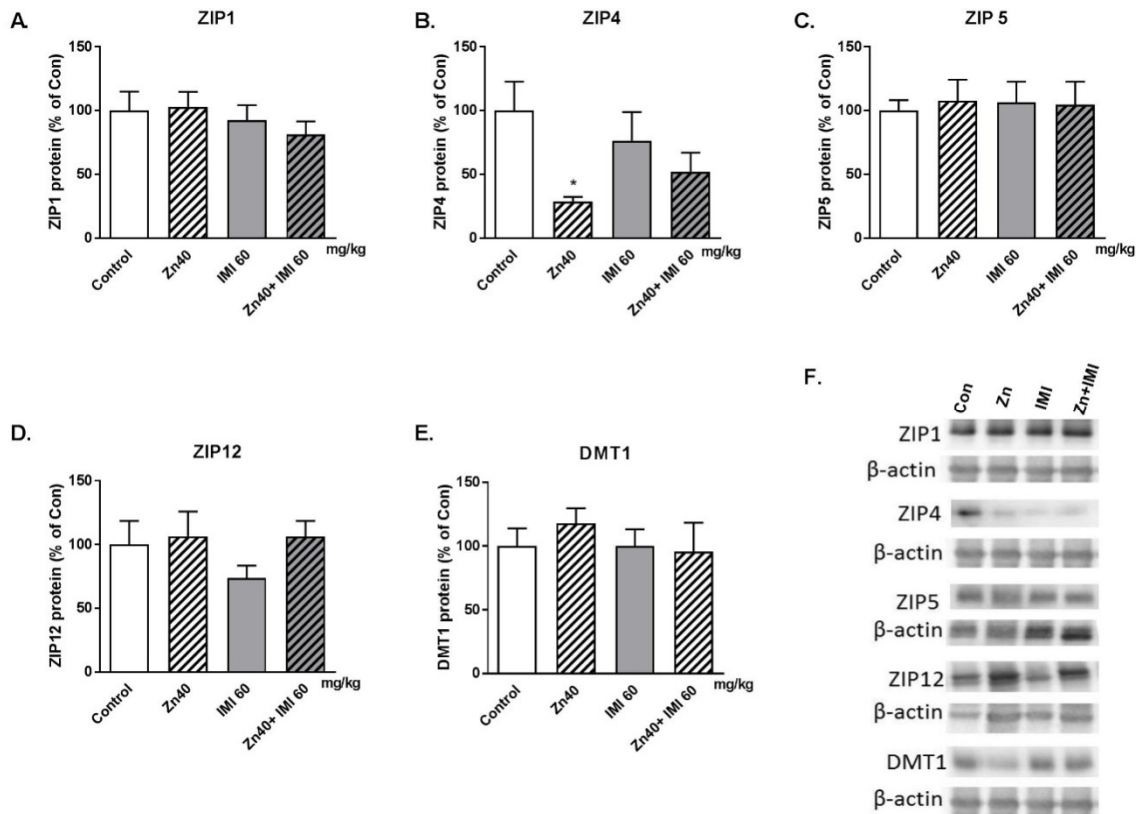 A.
ZIP1
ZIP1 protein (% of Con)
150
100
50
0
Control
Zn40
IMI 60
Zn40+ IMI 60
mg/kg
B.
ZIP4
ZIP4 protein (% of Con)
150
100
50
0
*
Control
Zn40
IMI 60
Zn40+ IMI 60
mg/kg
C.
ZIP 5
ZIP5 protein (% of Con)
150
100
50
0
Control
Zn40
IMI 60
Zn40+ IMI 60
mg/kg
D.
ZIP12
ZIP12 protein (% of Con)
150
100
50
0
Control
Zn40
IMI 60
Zn40+ IMI 60
mg/kg
E.
DMT1
DMT1 protein (% of Con)
150
100
50
0
Control
Zn40
IMI 60
Zn40+ IMI 60
mg/kg
F.
Con
Zn
IMI
Zn+IMI
ZIP1
β-actin
ZIP4
β-actin
ZIP5
β-actin
ZIP12
β-actin
DMT1
β-actin